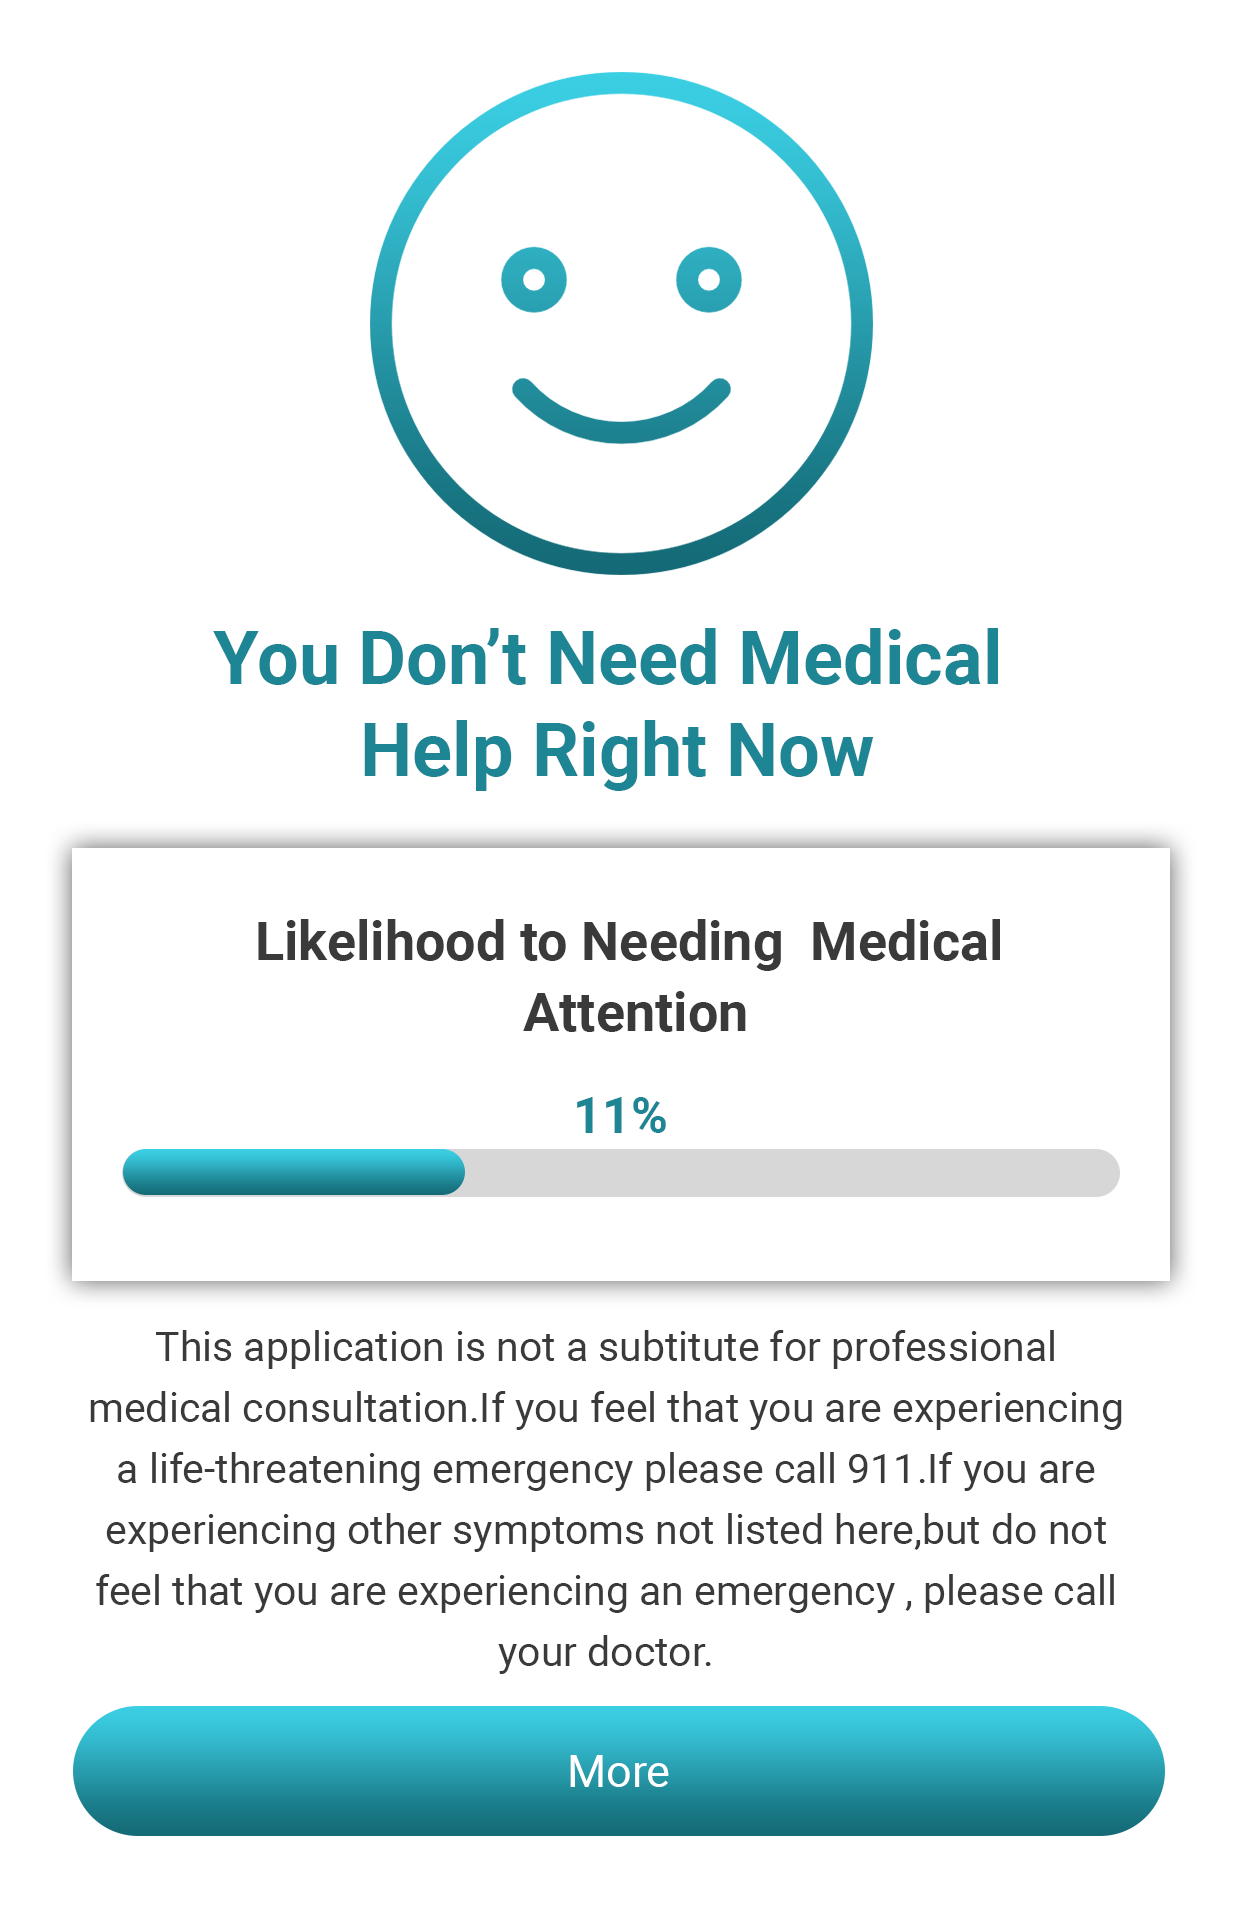 You Don’t Need Medical
Help Right Now
Likelihood to Needing  Medical
Attention
11%
This application is not a subtitute for professional
medical consultation.If you feel that you are experiencing
a life-threatening emergency please call 911.If you are
experiencing other symptoms not listed here,but do not
feel that you are experiencing an emergency , please call
your doctor.
More